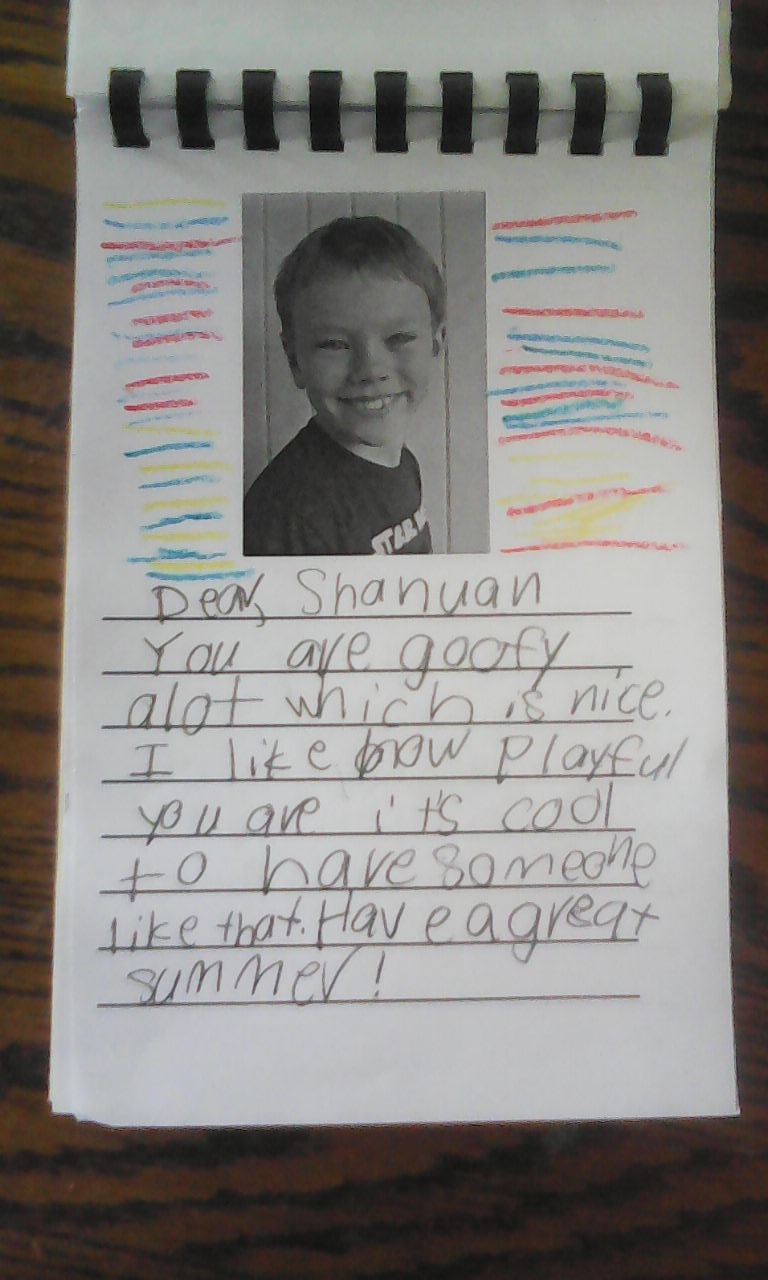 STAR W
Dear, Shanuan
You are goofy
alot which is nice.
I like how playful
you are it's cool
to have someone
like that. Have a great
summer!